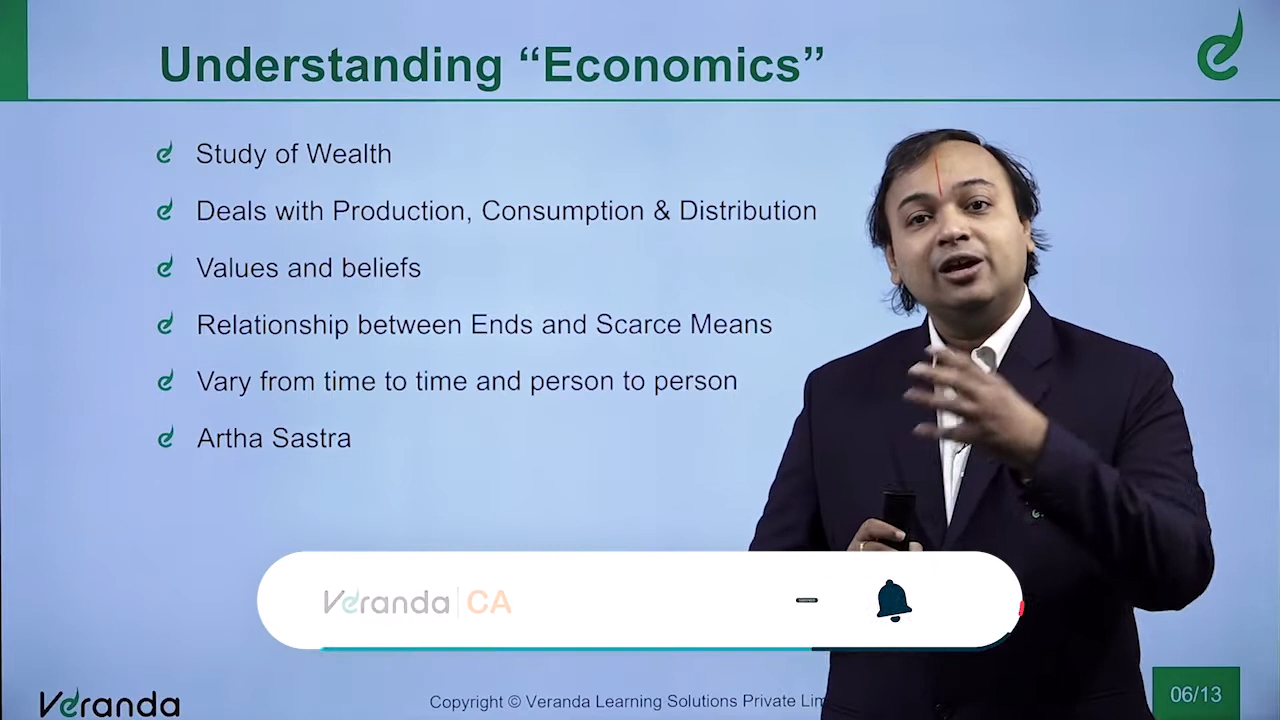 Understanding “Economics”
Study of Wealth
Deals with Production, Consumption & Distribution
Values and beliefs
Relationship between Ends and Scarce Means
Vary from time to time and person to person
Artha Sastra
Veranda CA
Veranda
Copyright © Veranda Learning Solutions Private Lim
06/13